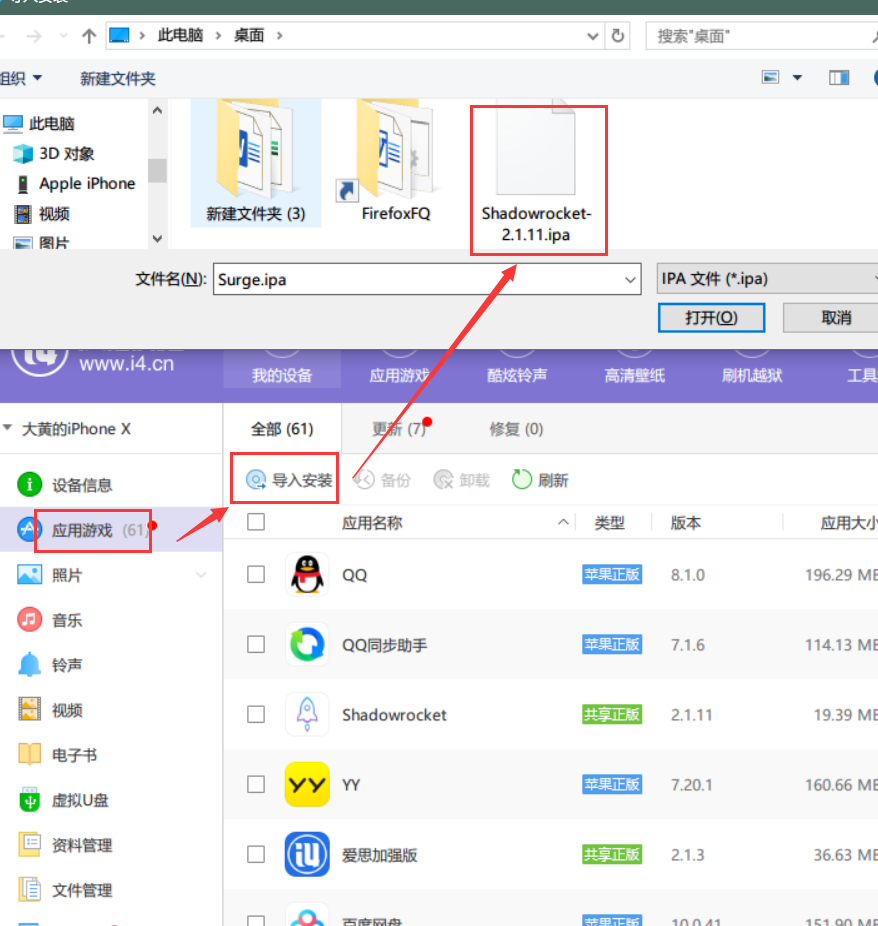 此电脑 › 桌面 ›
搜索"桌面"
组织
新建文件夹
此电脑
3D 对象
Apple iPhone
视频
图片
新建文件夹 (3)
FirefoxFQ
Shadowrocket-
2.1.11.ipa
文件名(N):
Surge.ipa
IPA 文件 (*.ipa)
打开(O)
取消
www.i4.cn
我的设备
应用游戏
酷炫铃声
高清壁纸
刷机越狱
工具
大黄的iPhone X
全部 (61)
更新 (7)
修复 (0)
设备信息
应用游戏 (61)
照片
音乐
铃声
视频
电子书
虚拟U盘
资料管理
文件管理
导入安装
备份
卸载
刷新
应用名称
类型
版本
应用大小
QQ 苹果正版 8.1.0 196.29 MB
QQ同步助手 苹果正版 7.1.6 114.13 MB
Shadowrocket 共享正版 2.1.11 19.39 MB
YY 苹果正版 7.20.1 160.66 MB
爱思加强版 共享正版 2.1.3 36.63 MB
百度网盘 苹果正版 10.0.41 151.90 MB